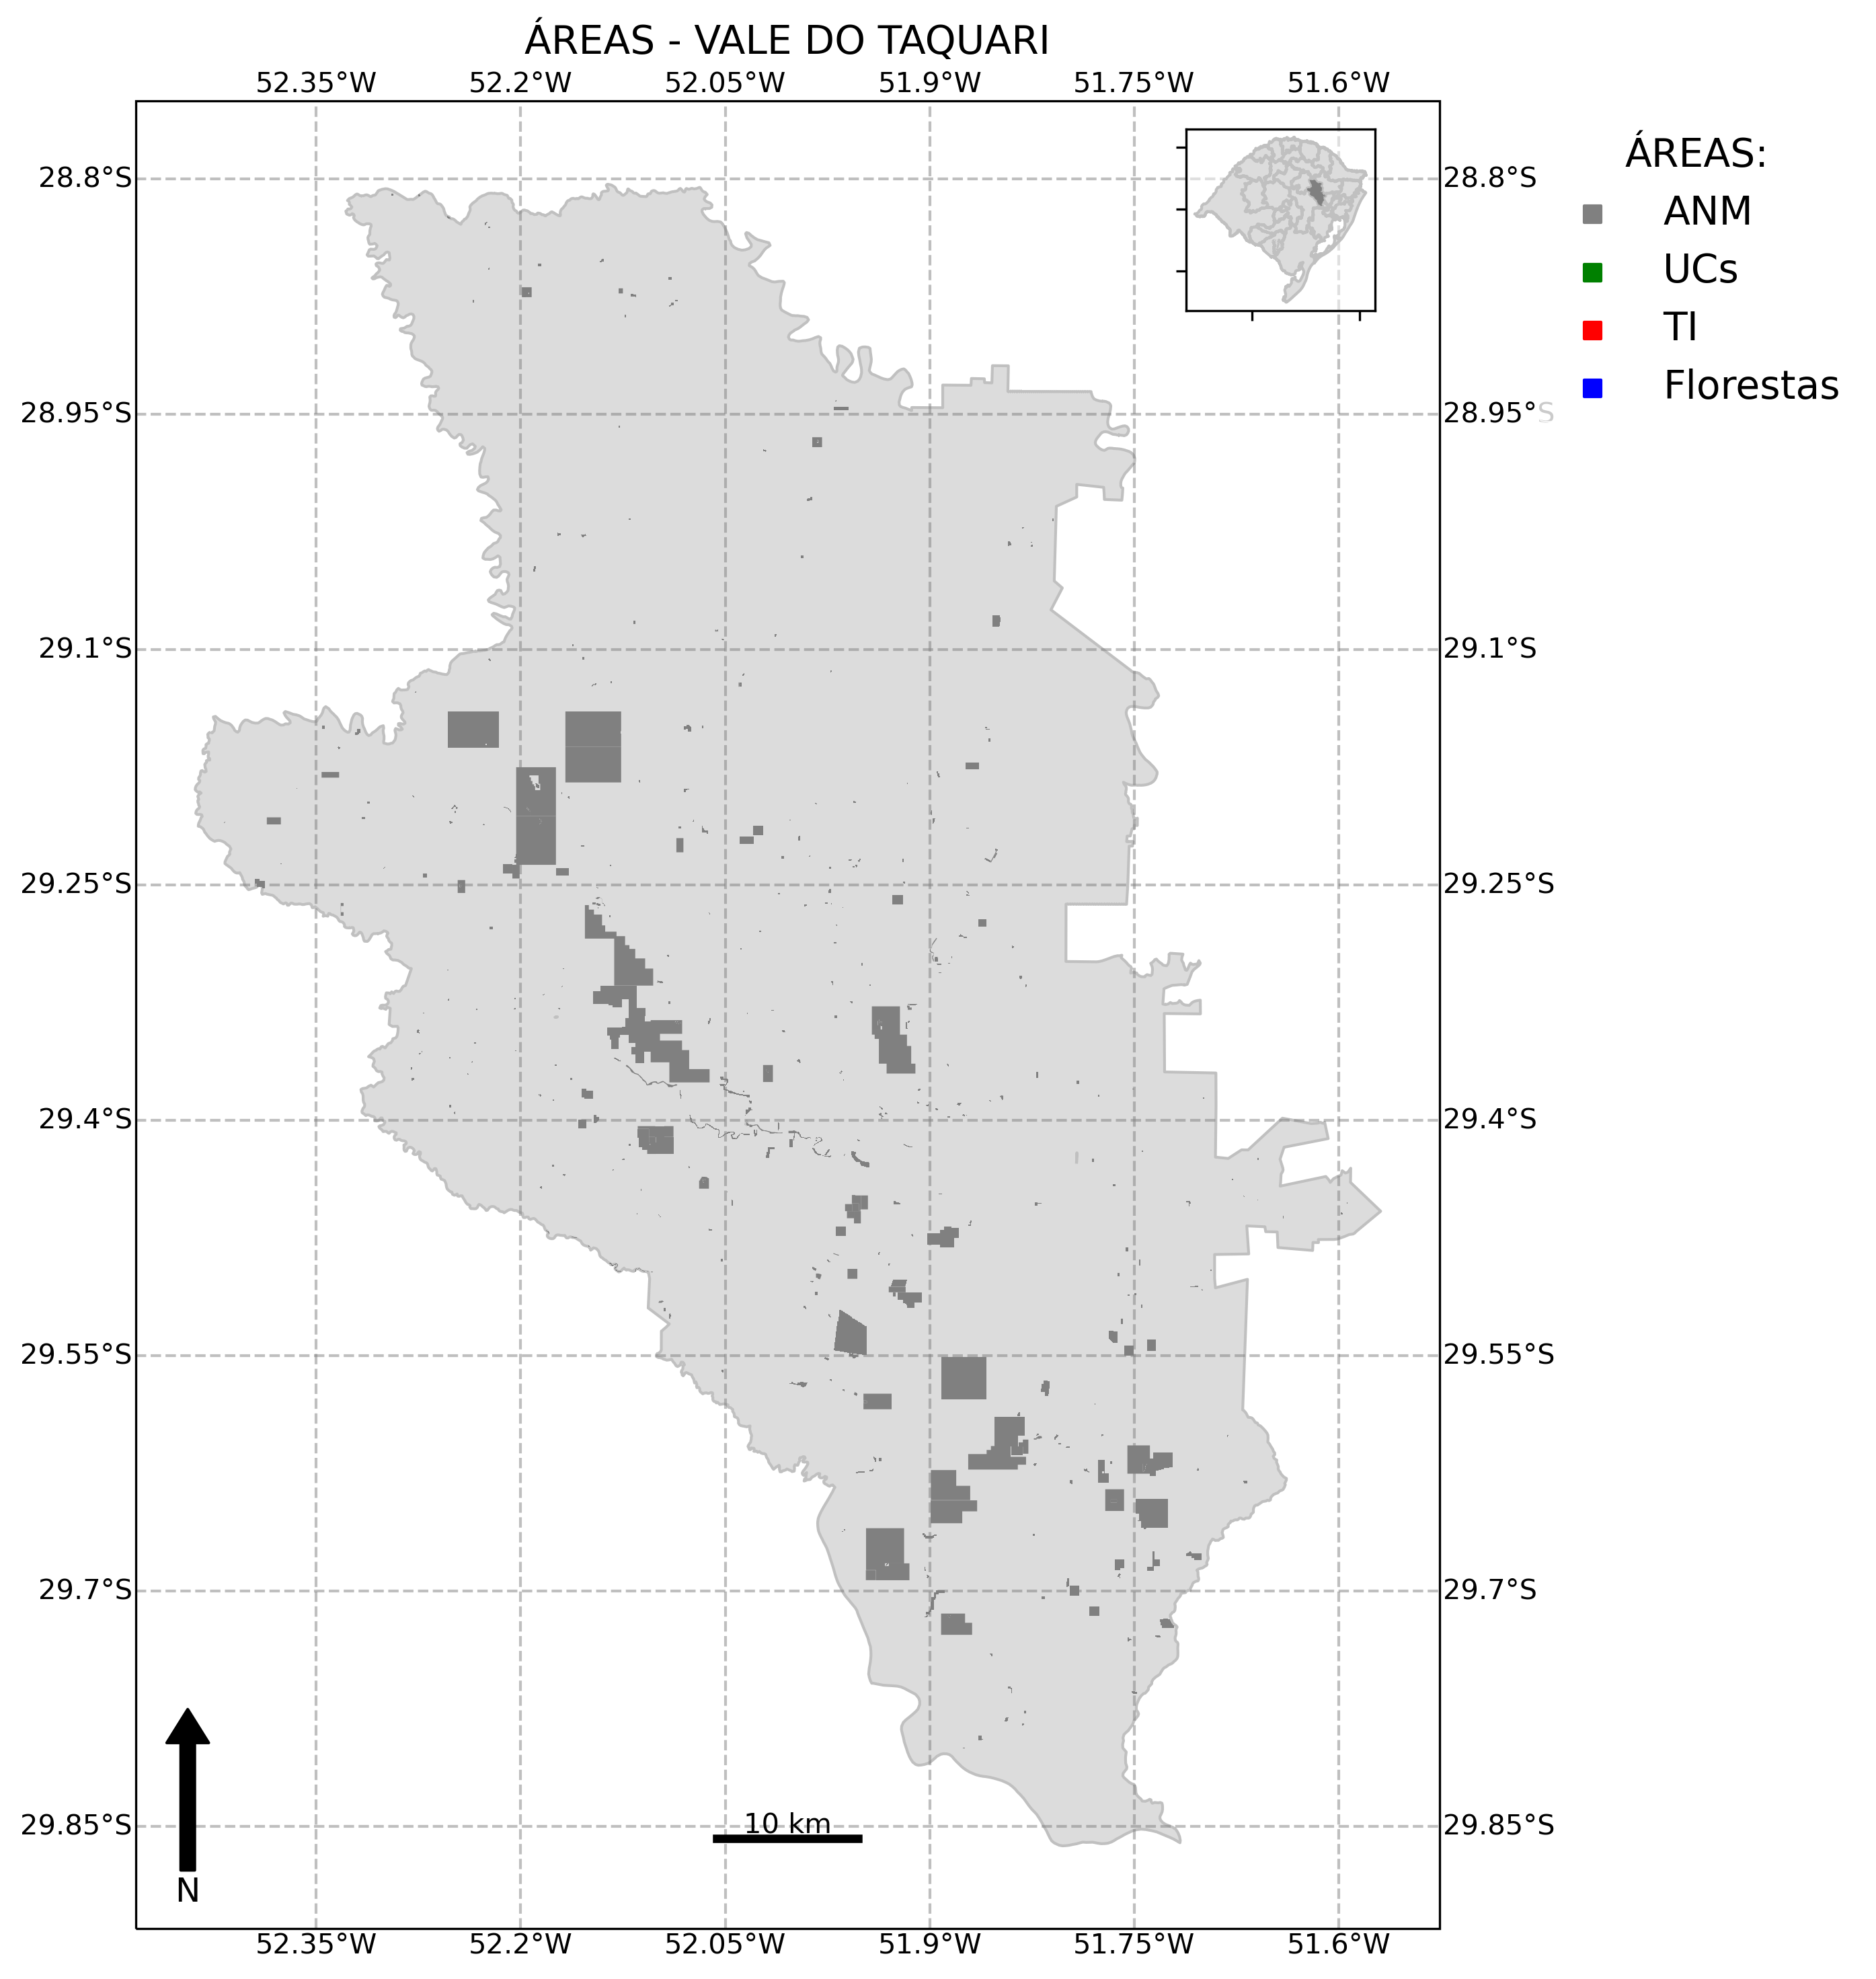 ÁREAS - VALE DO TAQUARI
52.35°W 52.2°W 52.05°W 51.9°W 51.75°W 51.6°W
ÁREAS:
ANM
UCs
TI
Florestas
28.8°S 28.8°S
28.95°S 28.95°S
29.1°S 29.1°S
29.25°S 29.25°S
29.4°S 29.4°S
29.55°S 29.55°S
29.7°S 29.7°S
10 km
29.85°S 29.85°S
N
52.35°W 52.2°W 52.05°W 51.9°W 51.75°W 51.6°W